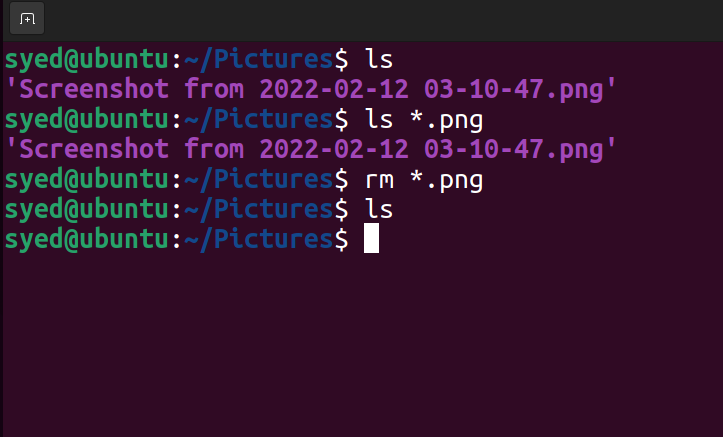 syed@ubuntu:~/Pictures$ ls
'Screenshot from 2022-02-12 03-10-47.png'
syed@ubuntu:~/Pictures$ ls *.png
'Screenshot from 2022-02-12 03-10-47.png'
syed@ubuntu:~/Pictures$ rm *.png
syed@ubuntu:~/Pictures$ ls
syed@ubuntu:~/Pictures$